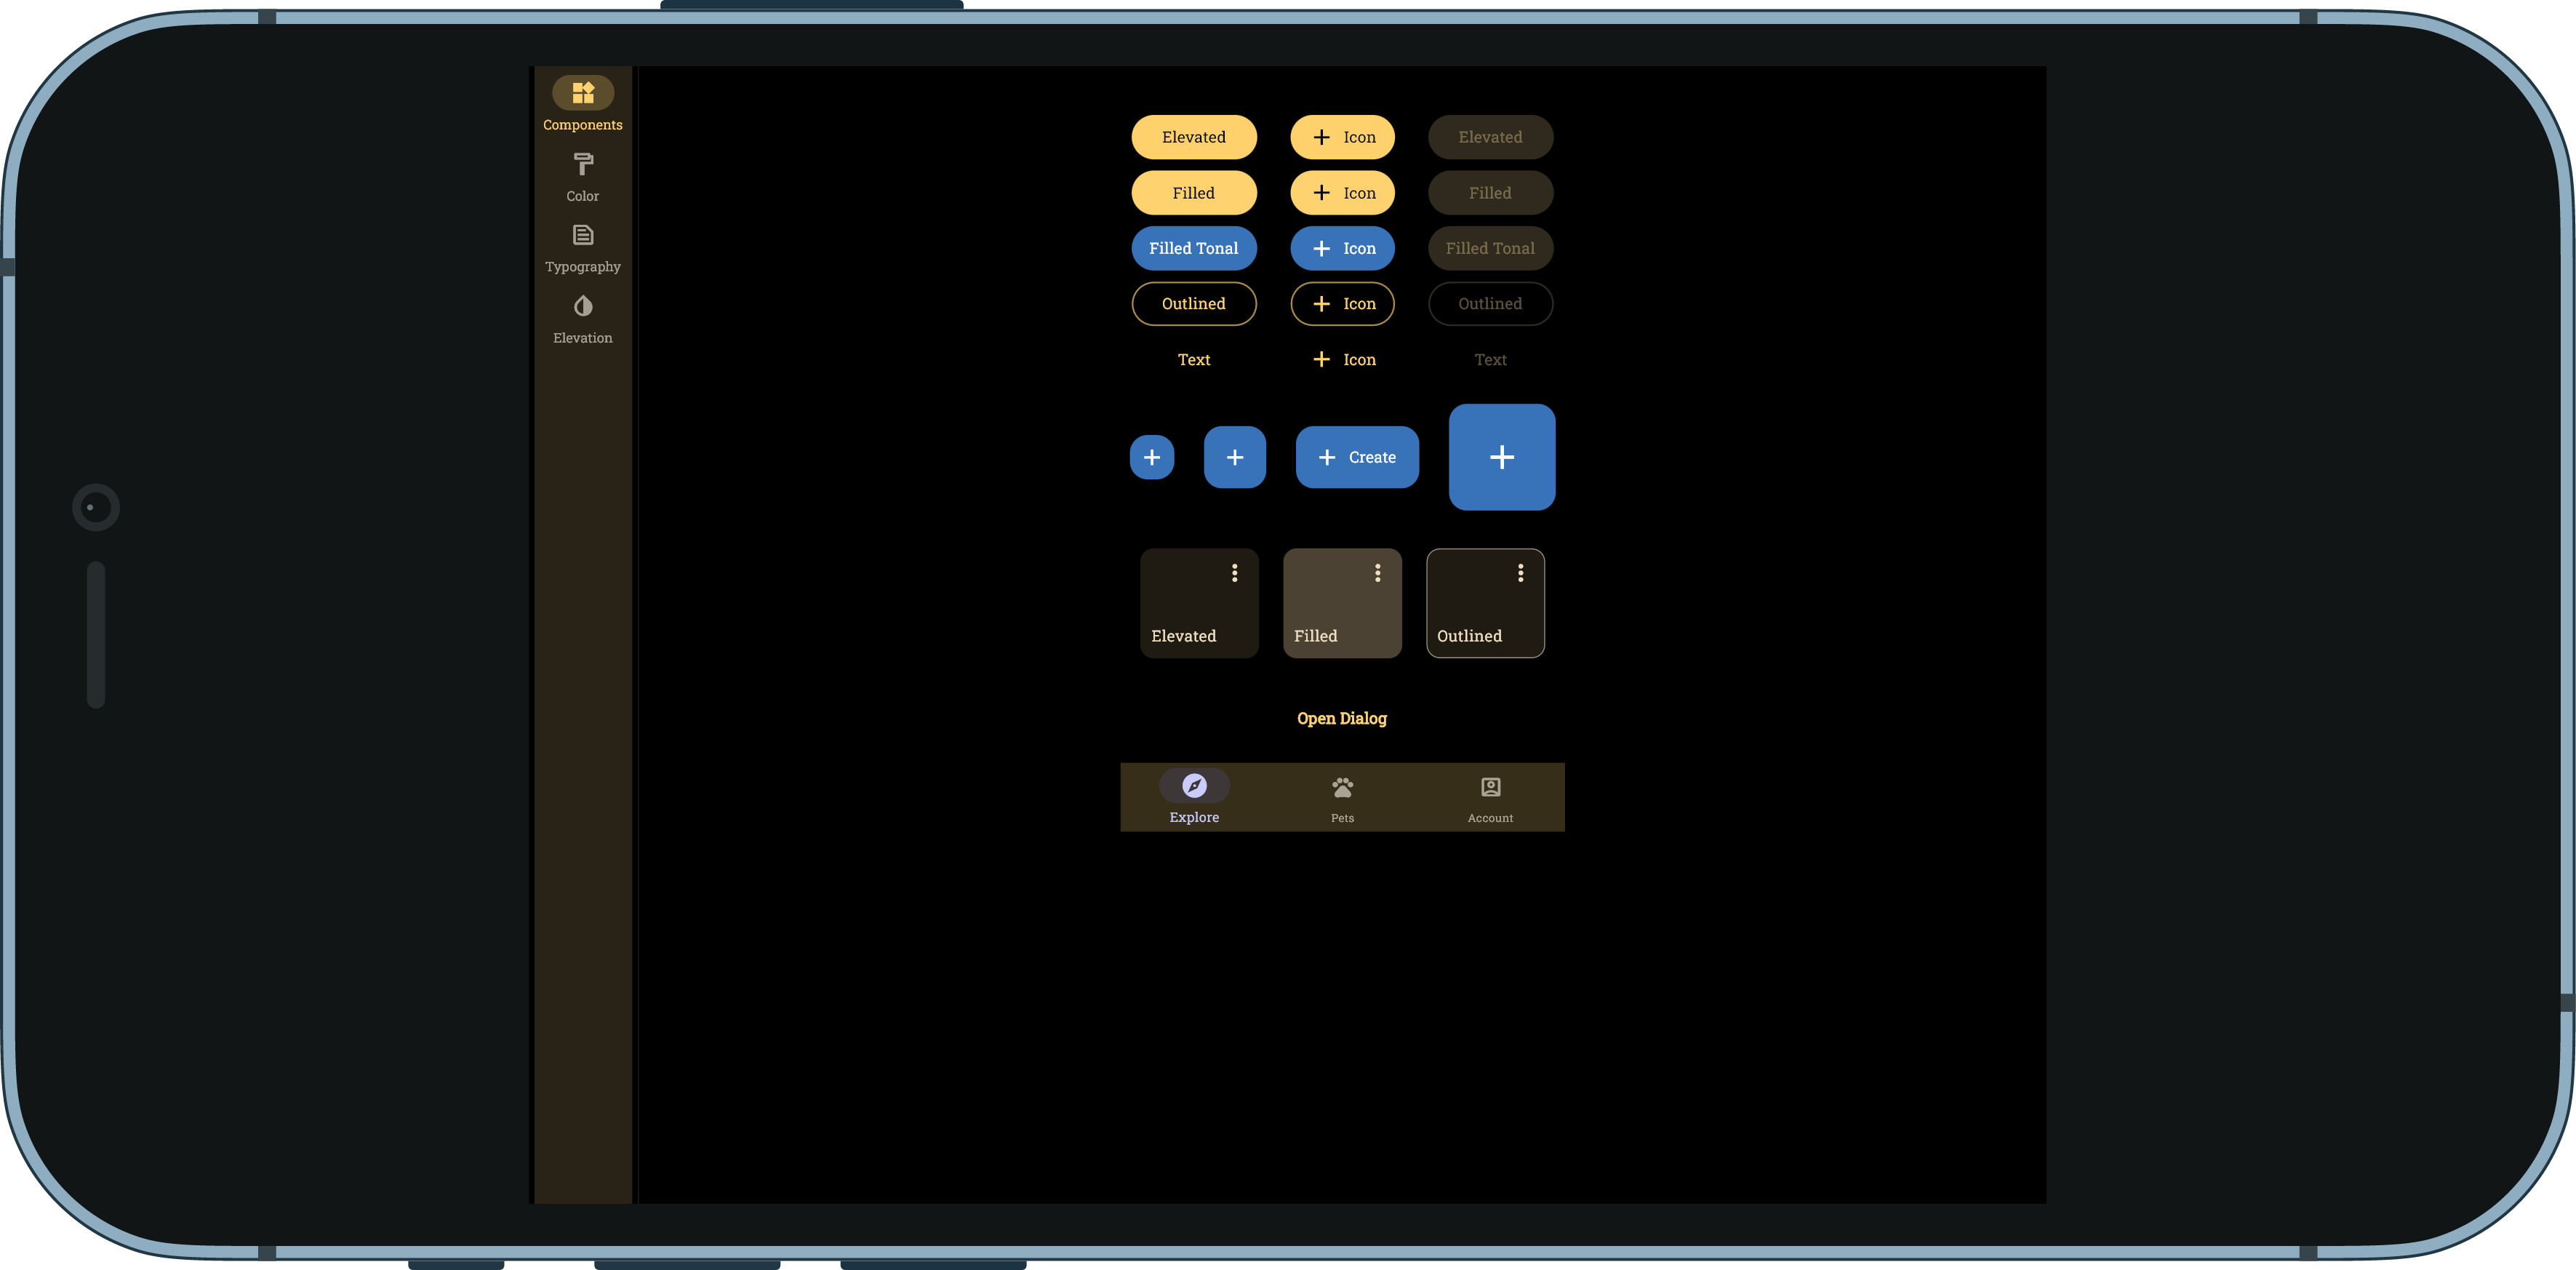 Components
Color
Typography
Elevation
Elevated
Icon
Elevated
Filled
Icon
Filled
Filled Tonal
Icon
Filled Tonal
Outlined
Icon
Outlined
Text
Icon
Text
Create
Elevated
Filled
Outlined
Open Dialog
Explore
Pets
Account